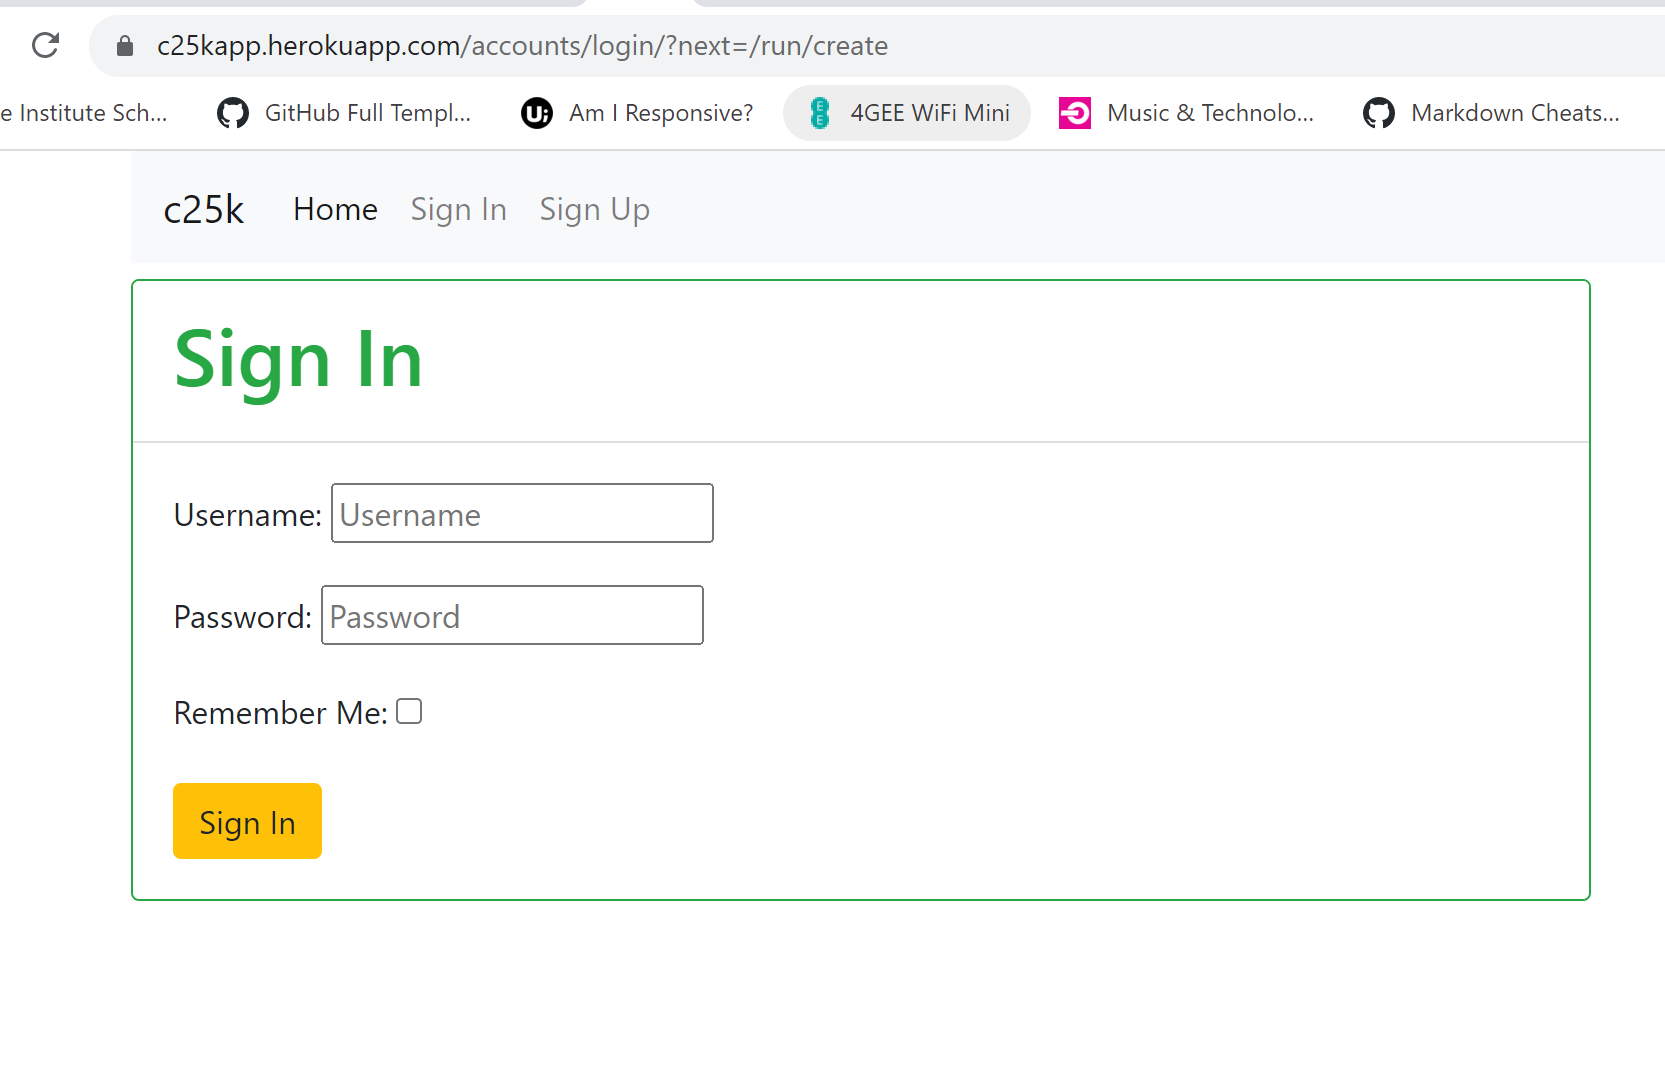 c25kapp.herokuapp.com/accounts/login/?next=/run/create
e Institute Sch... GitHub Full Templ... Am I Responsive? 4GEE WiFi Mini Music & Technolo... Markdown Cheats...
c25k Home Sign In Sign Up
Sign In
Username: Username
Password: Password
Remember Me:
Sign In